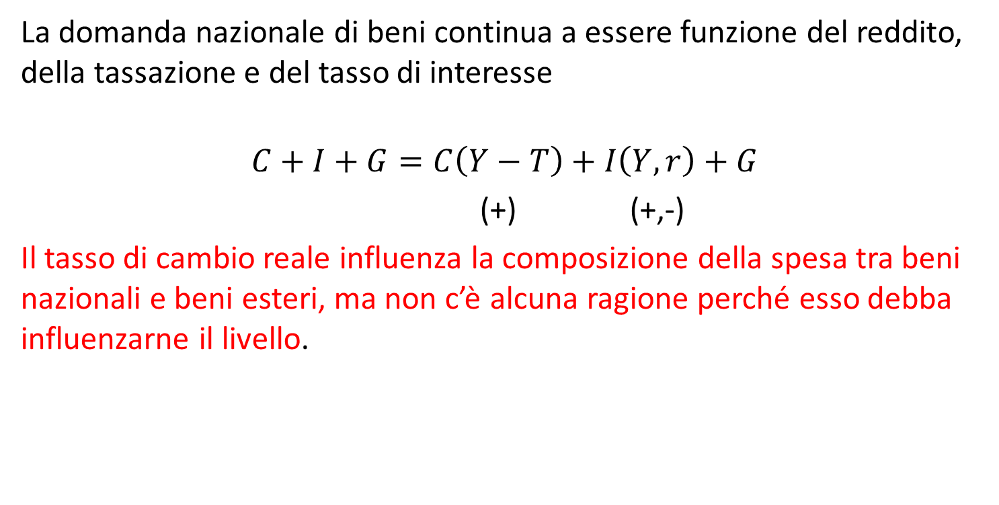 La domanda nazionale di beni continua a essere funzione del reddito,
della tassazione e del tasso di interesse
𝐶 + 𝐼 + 𝐺 = 𝐶(𝑌 − 𝑇) + 𝐼(𝑌, 𝑟) + 𝐺
(+) (+,-)
Il tasso di cambio reale influenza la composizione della spesa tra beni
nazionali e beni esteri, ma non c’è alcuna ragione perché esso debba
influenzarne il livello.